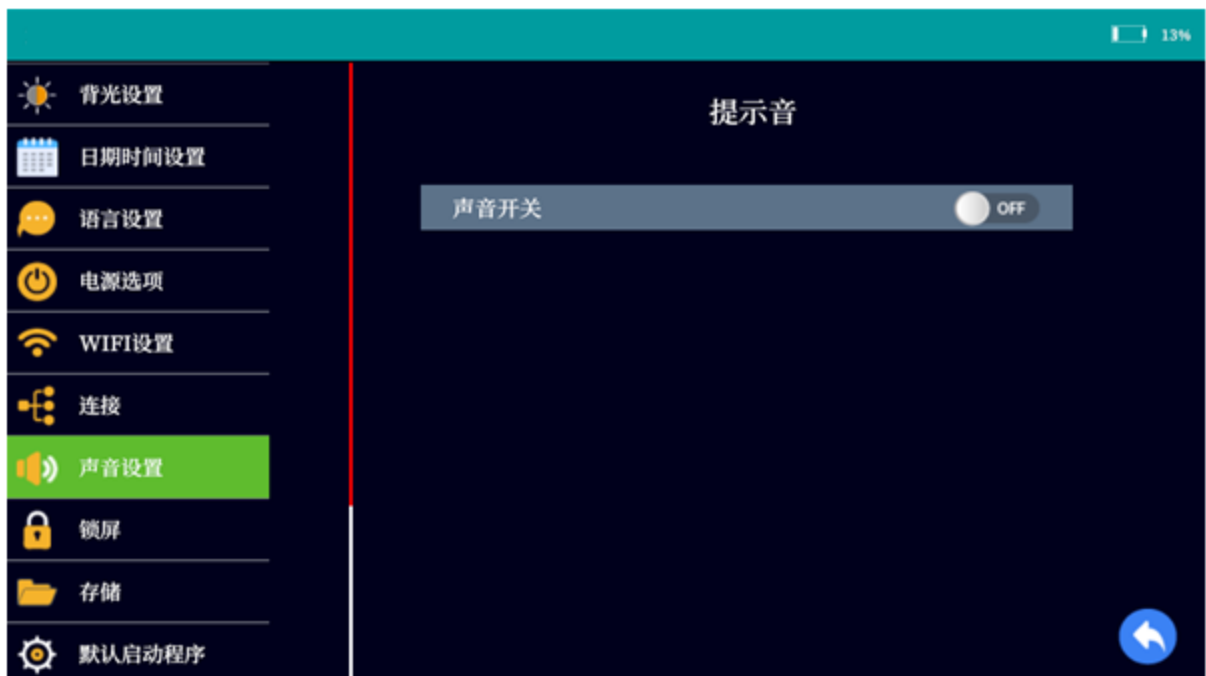 13%
背光设置
日期时间设置
语言设置
电源选项
WIFI设置
连接
声音设置
锁屏
存储
默认启动程序
提示音
声音开关 OFF